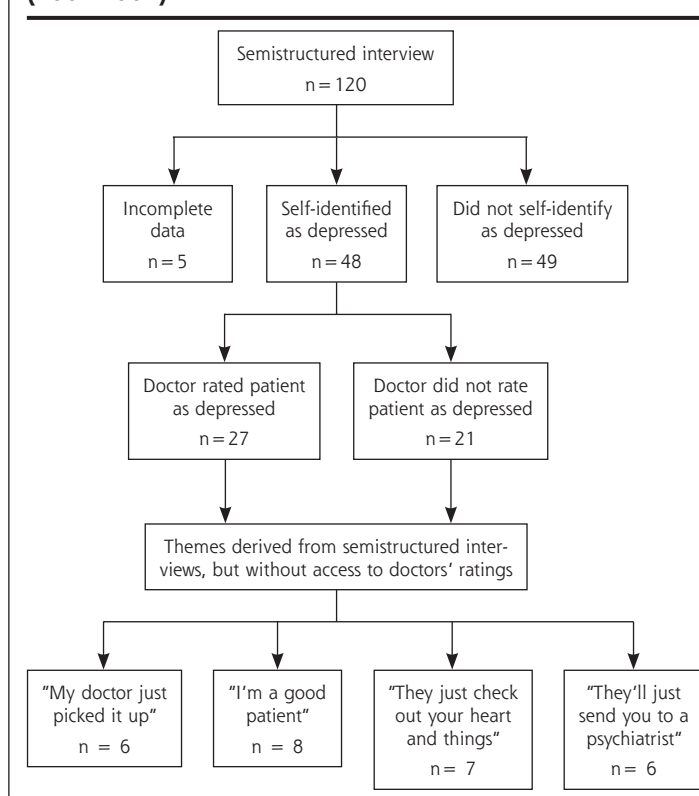 Semistructured interview
n = 120
Incomplete
data
n = 5
Self-identified
as depressed
n = 48
Did not self-identify
as depressed
n = 49
Doctor rated patient
as depressed
n = 27
Doctor did not rate
patient as depressed
n = 21
Themes derived from semistructured inter-
views, but without access to doctors’ ratings
“My doctor just
picked it up”
n = 6
“I’m a good
patient”
n = 8
“They just check
out your heart
and things”
n = 7
“They’ll just
send you to a
psychiatrist”
n = 6